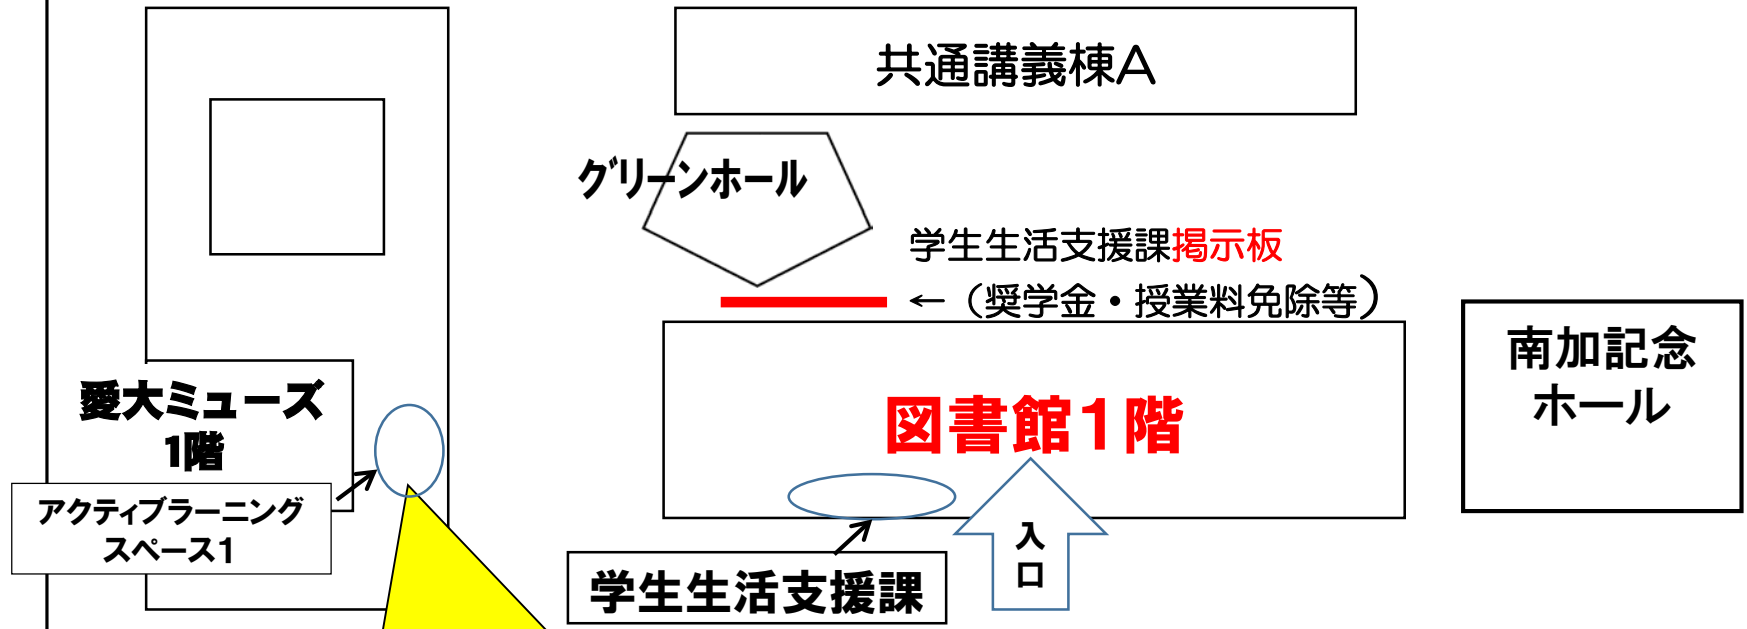 共通講義棟A
グリーンホール
学生生活支援課掲示板
←（奨学金・授業料免除等）
南加記念
ホール
愛大ミューズ
1階
図書館1階
アクティブラーニング
スペース1
入
口
学生生活支援課